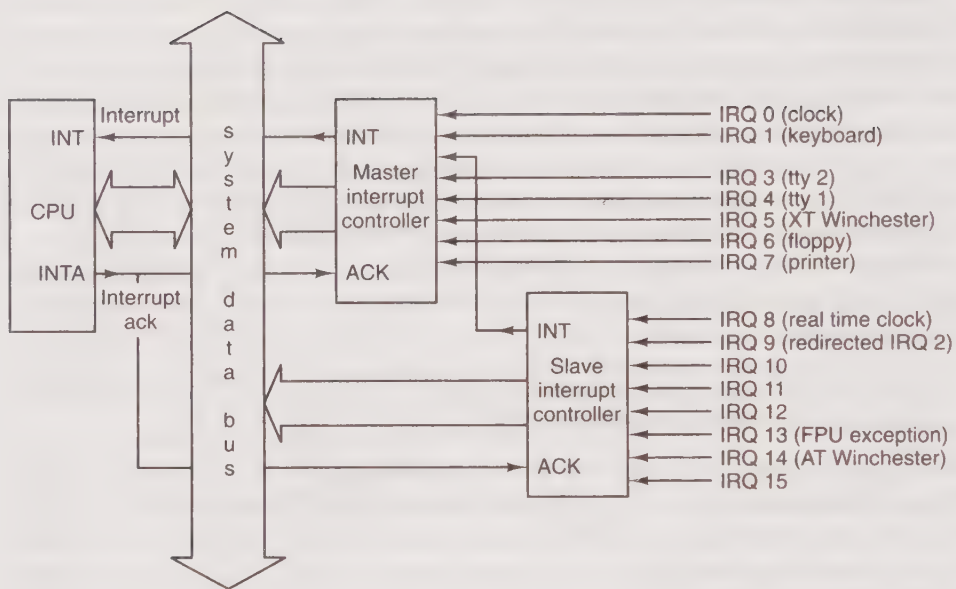 Interrupt
INT
CPU
INTA
Interrupt
ack
system data bus
INT
Master
interrupt
controller
ACK
IRQ 0 (clock)
IRQ 1 (keyboard)
IRQ 3 (tty 2)
IRQ 4 (tty 1)
IRQ 5 (XT Winchester)
IRQ 6 (floppy)
IRQ 7 (printer)
INT
Slave
interrupt
controller
ACK
IRQ 8 (real time clock)
IRQ 9 (redirected IRQ 2)
IRQ 10
IRQ 11
IRQ 12
IRQ 13 (FPU exception)
IRQ 14 (AT Winchester)
IRQ 15